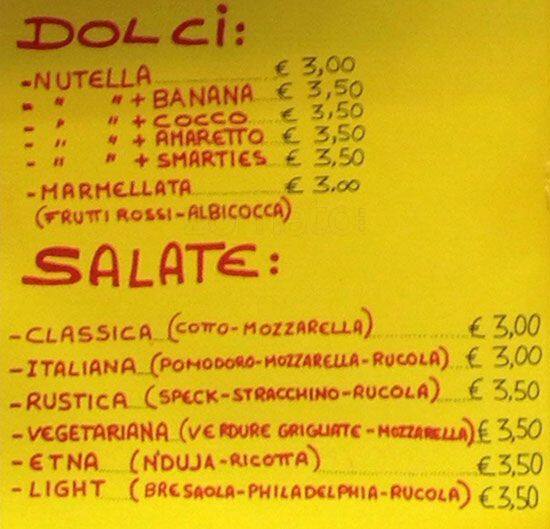 DOLCI:
-NUTELLA € 3,00
- " " + BANANA € 3,50
- " " + COCCO € 3,50
- " " + AMARETTO € 3,50
- " " + SMARTIES € 3,50
-MARMELLATA € 3.00
(FRUTTI ROSSI-ALBICOCCA)
SALATE:
-CLASSICA (COTTO-MOZZARELLA) € 3,00
-ITALIANA (POMODORO-MOZZARELLA-RUCOLA) € 3,00
-RUSTICA (SPECK-STRACCHINO-RUCOLA) € 3,50
-VEGETARIANA (VERDURE GRIGLIATE-MOZZARELLA) € 3,50
-ETNA (N'DUJA-RICOTTA) € 3,50
-LIGHT (BRESAOLA-PHILADELPHIA-RUCOLA) € 3,50